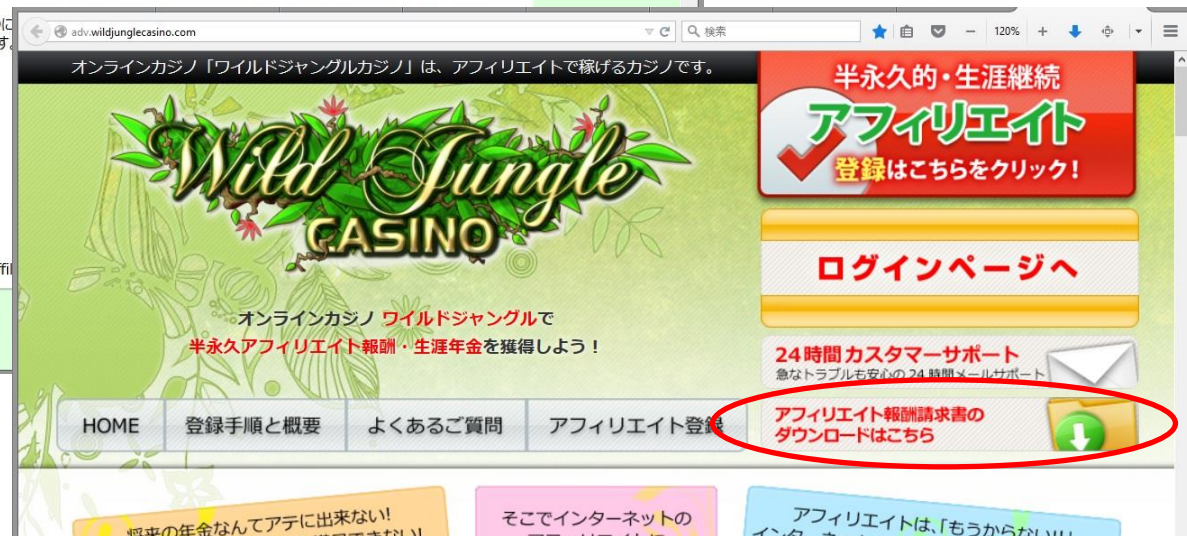 adv.wildjunglecasino.com
検索
120%
オンラインカジノ「ワイルドジャングルカジノ」は、アフィリエイトで稼げるカジノです。
半永久的・生涯継続
アフィリエイト
登録はこちらをクリック！
Wild Jungle
CASINO
ログインページへ
オンラインカジノ ワイルドジャングルで
半永久アフィリエイト報酬・生涯年金を獲得しよう！
24時間カスタマーサポート
急なトラブルも安心の24時間メールサポート
アフィリエイト報酬請求書の
ダウンロードはこちら
HOME
登録手順と概要
よくあるご質問
アフィリエイト登録
将来の年金なんてアテに出来ない!
そこでインターネットの
アフィリエイトは、「もうからない!!!」